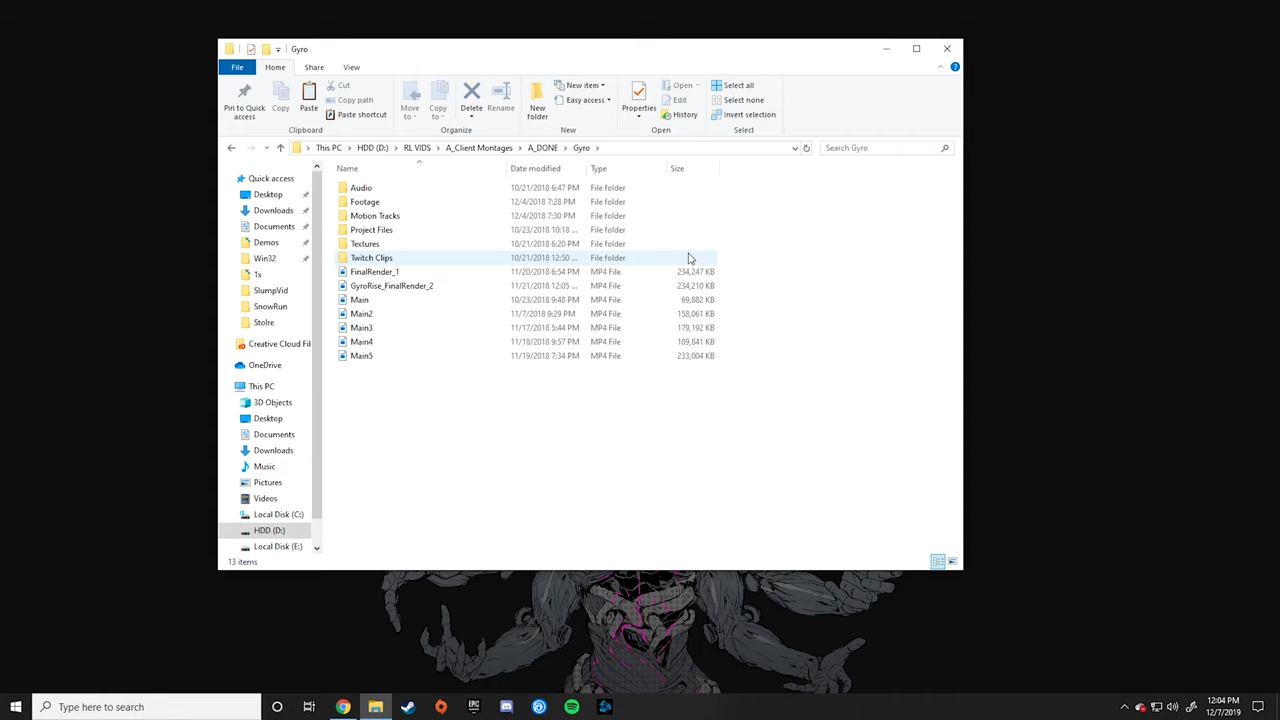 Gyro
File Home Share View
Pin to Quick access
Copy
Paste
Cut
Copy path
Paste shortcut
Clipboard
Move to
Copy to
Delete
Rename
Organize
New folder
New item
Easy access
New
Properties
Open
Edit
History
Open
Select all
Select none
Invert selection
Select
This PC > HDD (D:) > RL VIDS > A_Client Montages > A_DONE > Gyro >
Search Gyro
Name Date modified Type Size
Audio 10/21/2018 6:47 PM File folder
Footage 12/4/2018 7:28 PM File folder
Motion Tracks 12/4/2018 7:30 PM File folder
Project Files 10/23/2018 10:18 ... File folder
Textures 10/21/2018 6:20 PM File folder
Twitch Clips 10/21/2018 12:50 ... File folder
FinalRender_1 11/20/2018 6:54 PM MP4 File 234,247 KB
GyroRise_FinalRender_2 11/21/2018 12:05 ... MP4 File 234,210 KB
Main 10/23/2018 9:48 PM MP4 File 69,882 KB
Main2 11/7/2018 9:29 PM MP4 File 158,061 KB
Main3 11/17/2018 5:44 PM MP4 File 179,192 KB
Main4 11/18/2018 9:57 PM MP4 File 189,841 KB
Main5 11/19/2018 7:34 PM MP4 File 233,004 KB
Quick access
Desktop
Downloads
Documents
Demos
Win32
1x
SlumpVid
SnowRun
Stolre
Creative Cloud Fil
OneDrive
This PC
3D Objects
Desktop
Documents
Downloads
Music
Pictures
Videos
Local Disk (C:)
HDD (D:)
Local Disk (E:)
13 items
Type here to search
EPIC
12:04 PM
12/7/2019